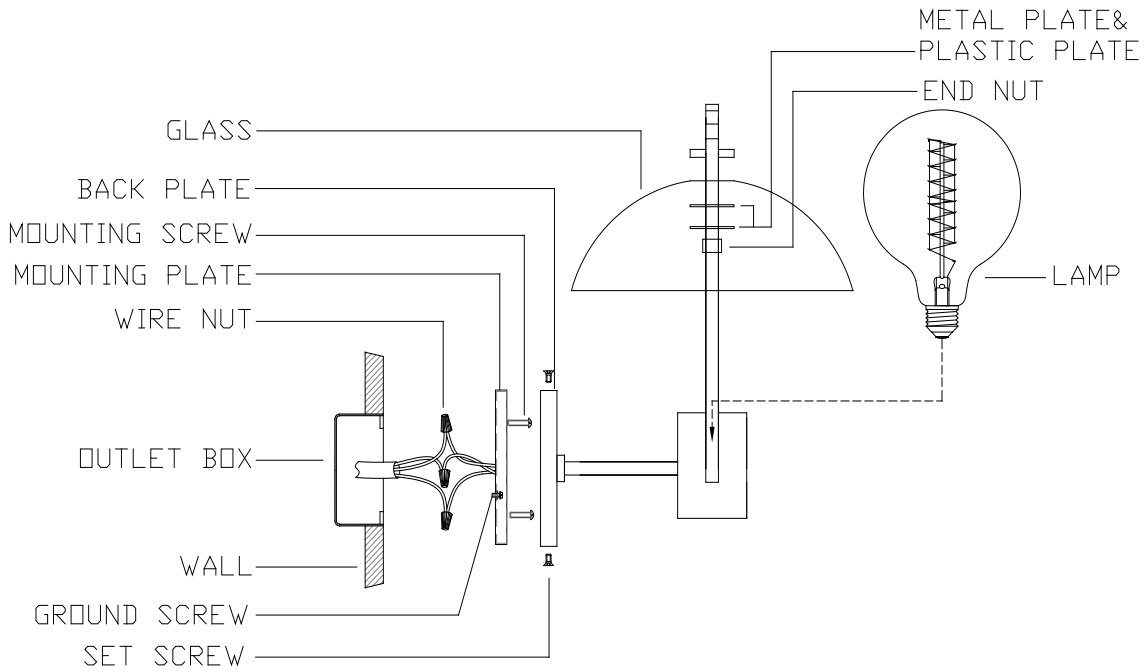 METAL PLATE&
PLASTIC PLATE
END NUT
GLASS
BACK PLATE
MOUNTING SCREW
MOUNTING PLATE
LAMP
WIRE NUT
OUTLET BOX
WALL
GROUND SCREW
SET SCREW